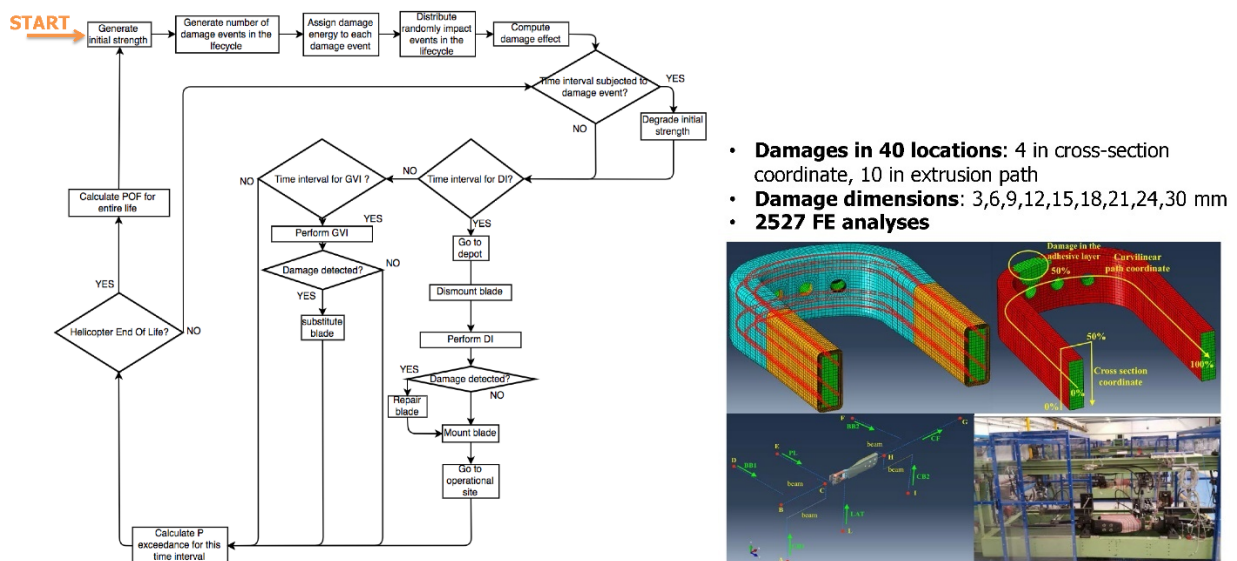 START
Generate
initial strength
Generate number of
damage events in the
lfecycle
Assign damage
energy to each
damage event
Distribute
randomly impact
events in the
lifecycle
Compute
damage effect
Time interval subjected to
damage event?
YES
NO
Degrade initial
strength
Time interval for DI?
NO
YES
Time interval for GVI ?
NO
YES
Perform GVI
Damage detected?
NO
YES
substitute
blade
Go to
depot
Dismount blade
Perform DI
Damage detected?
YES
NO
Repair
blade
Mount blade
Go to
operational
site
Calculate P
exceedance for this
time interval
Helicopter End Of Life?
YES
NO
Calculate POF for
entire life
• Damages in 40 locations: 4 in cross-section
coordinate, 10 in extrusion path
• Damage dimensions: 3,6,9,12,15,18,21,24,30 mm
• 2527 FE analyses
Damage in the
adhesive layer
50%
Curvilinear
path coordinate
50%
100%
Cross section
coordinate
0%
0%
F
G
BB2
CF
beam
E
PL
H
D
BB1
beam
CB2
beam
C
I
B
beam
LAT
L